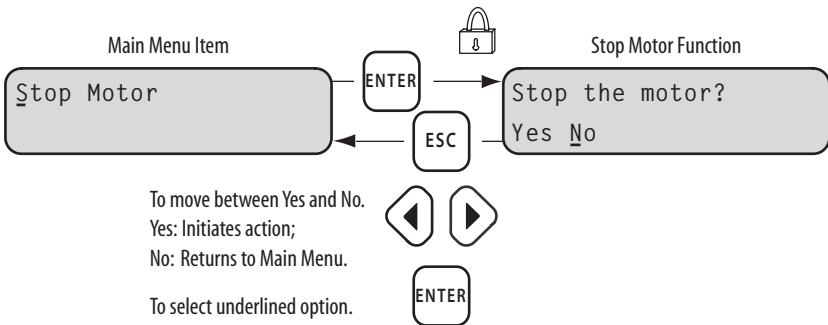 Main Menu Item
Stop Motor Function
Stop Motor
ENTER
Stop the motor?
Yes No
ESC
To move between Yes and No.
Yes: Initiates action;
No: Returns to Main Menu.
To select underlined option.
ENTER